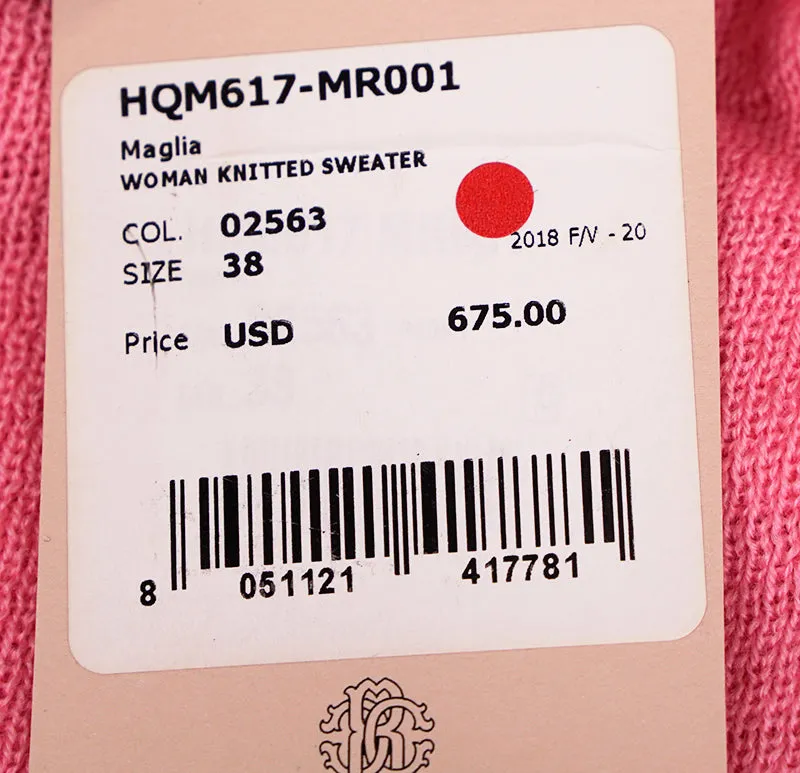 HQM617-MR001
Maglia
WOMAN KNITTED SWEATER
COL. 02563
2018 F/V - 20
SIZE 38
Price USD 675.00
8 051121 417781